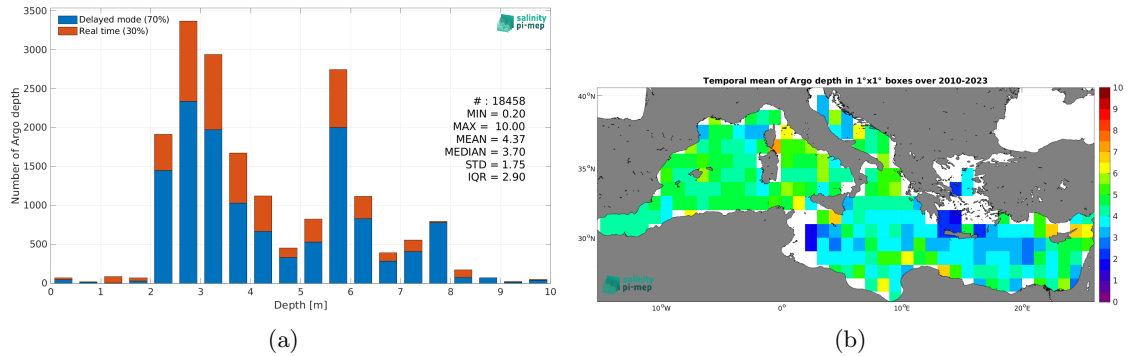 Delayed mode (70%)
Real time (30%)
salinity
pi-mep
# : 18458
MIN = 0.20
MAX = 10.00
MEAN = 4.37
MEDIAN = 3.70
STD = 1.75
IQR = 2.90
Number of Argo depth
3500
3000
2500
2000
1500
1000
500
0
0 1 2 3 4 5 6 7 8 9 10
Depth [m]
(a)
Temporal mean of Argo depth in 1°x1° boxes over 2010-2023
40°N
35°N
30°N
10°W 0° 10°E 20°E
salinity
pi-mep
10
9
8
7
6
5
4
3
2
1
0
(b)